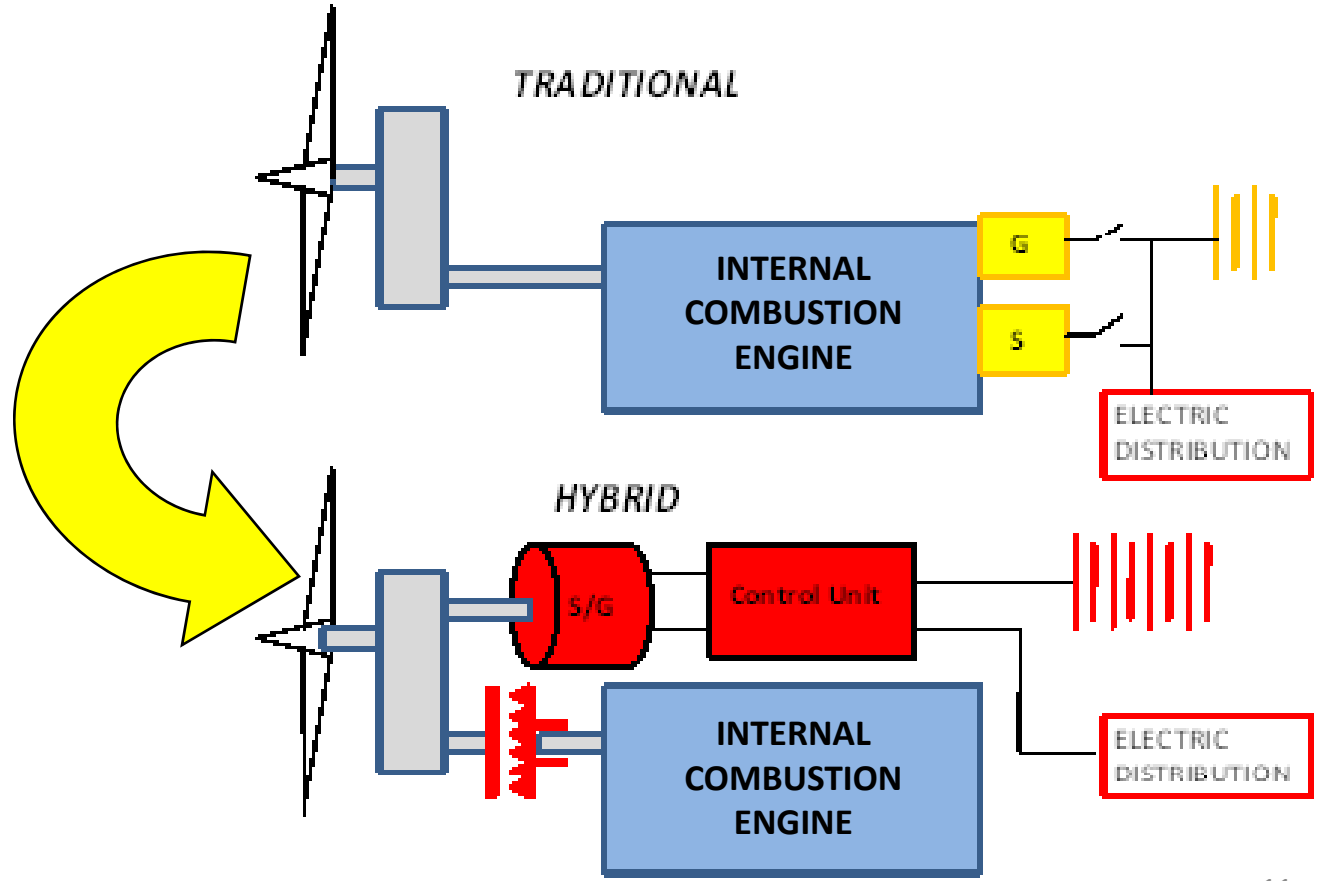 TRADITIONAL
INTERNAL
COMBUSTION
ENGINE
G
S
ELECTRIC
DISTRIBUTION
HYBRID
S/G
Control Unit
INTERNAL
COMBUSTION
ENGINE
ELECTRIC
DISTRIBUTION